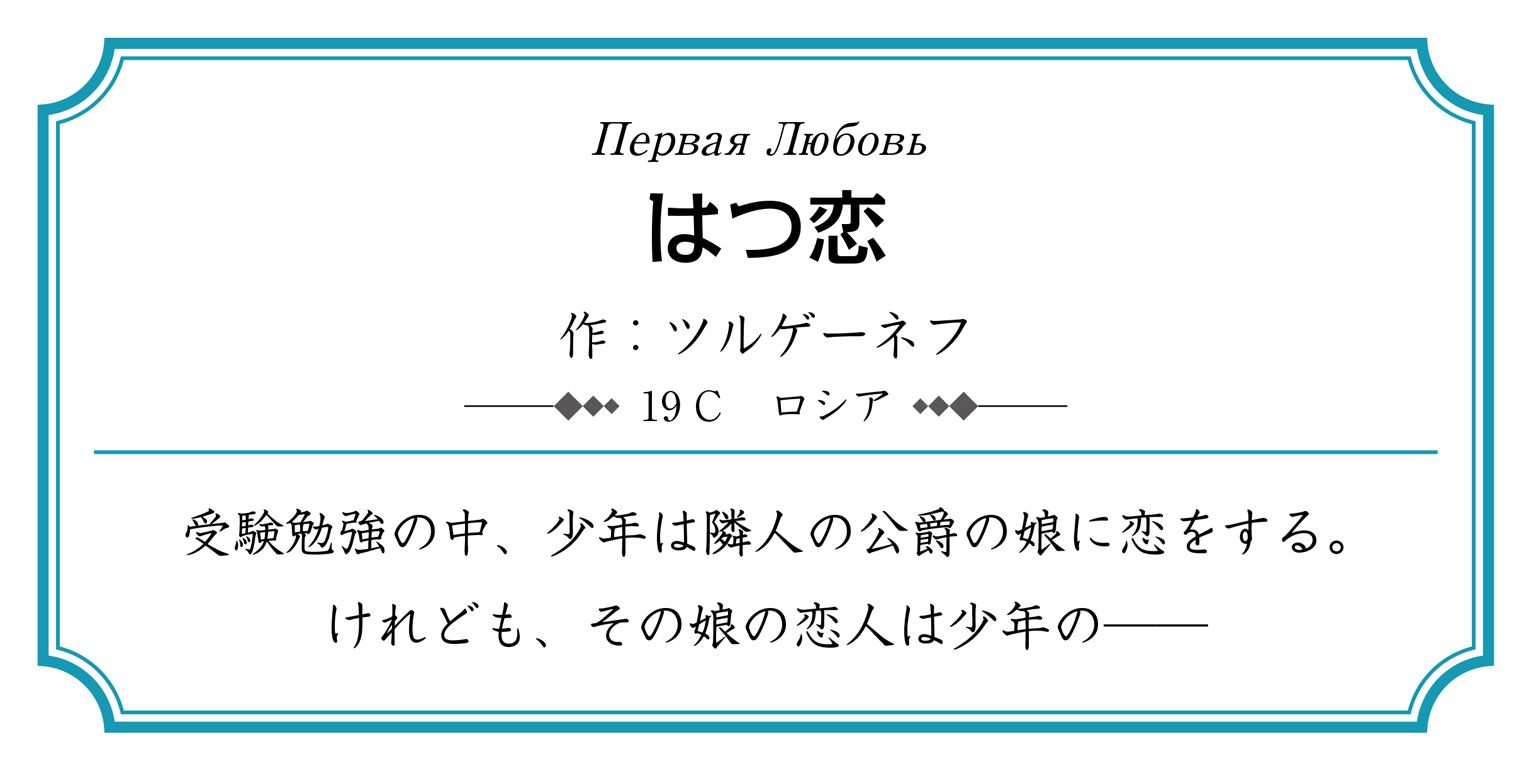 Первая Любовь
はつ恋
作：ツルゲーネフ
19 C　ロシア
受験勉強の中、少年は隣人の公爵の娘に恋をする。
けれども、その娘の恋人は少年の――